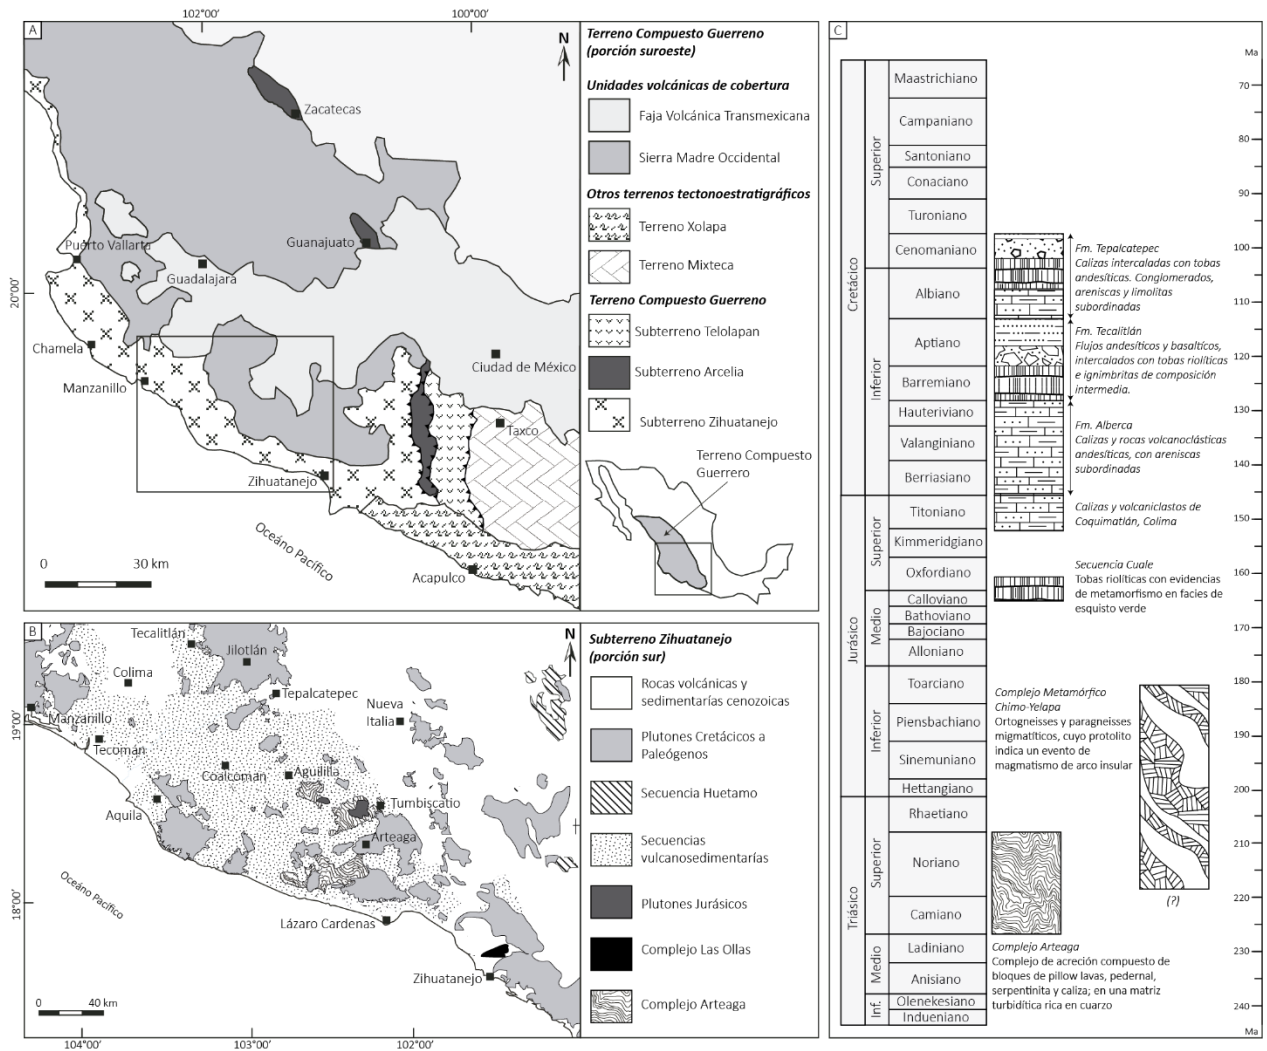 A
102°00'
100°00'
N
Zacatecas
Puerto Vallarta
Guanajuato
Guadalajara
20°00'
Chamela
Manzanillo
Ciudad de México
Taxco
Zihuatanejo
Océano Pacífico
Acapulco
0
30 km
Terreno Compuesto Guerreno
(porción suroeste)
Unidades volcánicas de cobertura
Faja Volcánica Transmexicana
Sierra Madre Occidental
Otros terrenos tectonoestratigráficos
Terreno Xolapa
Terreno Mixteca
Terreno Compuesto Guerreno
Subterreno Telolapan
Subterreno Arcelia
Subterreno Zihuatanejo
Terreno Compuesto
Guerrero
B
N
Tecalitlán
Jilotlán
Colima
Tepalcatepec
Nueva
Italia
Manzanillo
19°00'
Tecoman
Coalcoman
Aguililla
Aquila
Tumbiscatio
Arteaga
Océano Pacífico
18°00'
Lázaro Cardenas
Zihuatanejo
0
40 km
104°00'
103°00'
102°00'
Subterreno Zihuatanejo
(porción sur)
Rocas volcánicas y
sedimentarías cenozoicas
Plutones Cretácicos a
Paleógenos
Secuencia Huetamo
Secuencias
vulcanosedimentarías
Plutones Jurásicos
Complejo Las Ollas
Complejo Arteaga
C
Ma
Cretácico
Superior
Maastrichiano
Campaniano
Santoniano
Conaciano
Turoniano
Cenomaniano
Inferior
Albiano
Aptiano
Barremiano
Hauteriviano
Valanginiano
Berriasiano
Jurásico
Superior
Titoniano
Kimmeridgiano
Oxfordiano
Medio
Calloviano
Bathoviano
Bajociano
Alloniano
Inferior
Toarciano
Piensbachiano
Sinemuniano
Hettangiano
Triásico
Superior
Rhaetiano
Noriano
Camiano
Medio
Ladiniano
Anisiano
Inf.
Olenekesiano
Indueniano
Fm. Tepalcatepec
Calizas intercaladas con tobas
andesíticas. Conglomerados,
areniscas y limolitas
subordinadas
Fm. Tecalitlán
Flujos andesíticos y basalticos,
intercalados con tobas riolíticas
e ignimbritas de composición
intermedia.
Fm. Alberca
Calizas y rocas volcanoclásticas
andesíticas, con areniscas
subordinadas
Calizas y volcaniclastos de
Coquimatlán, Colima
Secuencia Cuale
Tobas riolíticas con evidencias
de metamorfismo en facies de
esquisto verde
Complejo Metamórfico
Chimo-Yelapa
Ortogneisses y paragneisses
migmatíticos, cuyo protolito
indica un evento de
magmatismo de arco insular
(?)
Complejo Arteaga
Complejo de acreción compuesto de
bloques de pillow lavas, pedernal,
serpentinita y caliza; en una matriz
turbidítica rica en cuarzo
70
80
90
100
110
120
130
140
150
160
170
180
190
200
210
220
230
240
Ma